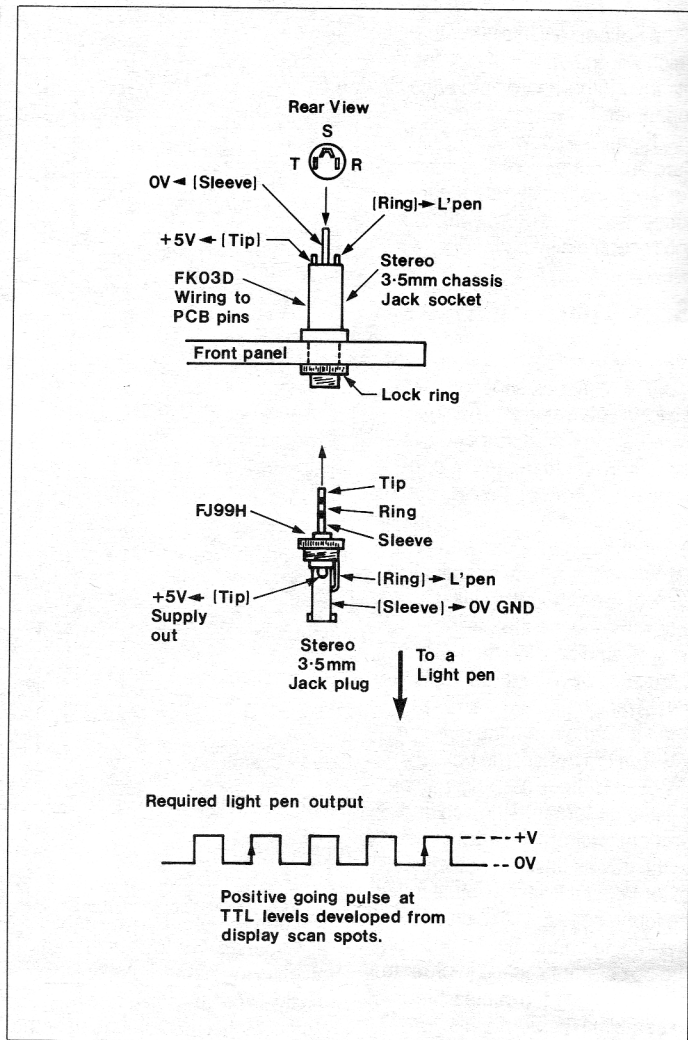 Rear View
S
T R
0V ◄ (Sleeve)
(Ring) → L'pen
+5V ← (Tip)
Stereo
3·5mm chassis
Jack socket
FK03D
Wiring to
PCB pins
Front panel
Lock ring
Tip
Ring
Sleeve
FJ99H
(Ring) → L'pen
+5V ← (Tip)
Supply
out
(Sleeve) → 0V GND
Stereo
3·5mm
Jack plug
To a
Light pen
Required light pen output
+V
0V
Positive going pulse at
TTL levels developed from
display scan spots.